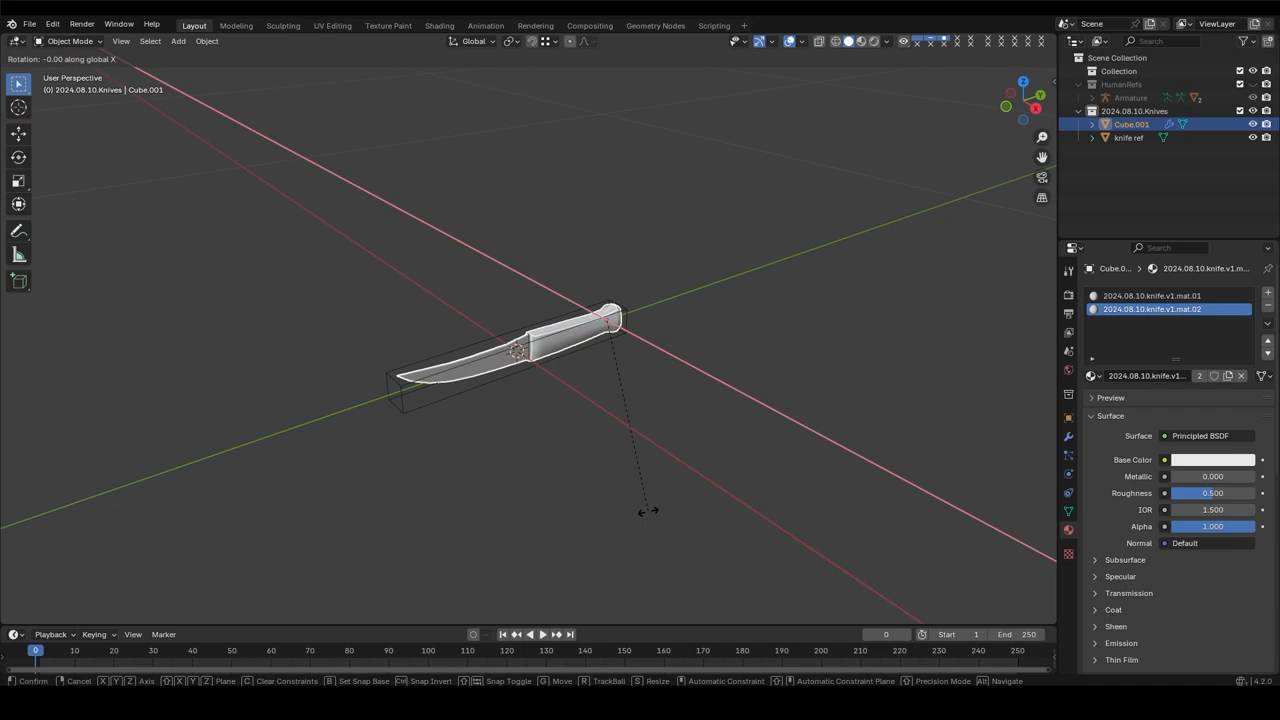 File Edit Render Window Help Layout Modeling Sculpting UV Editing Texture Paint Shading Animation Rendering Compositing Geometry Nodes Scripting Scene ViewLayer
Object Mode View Select Add Object Global Search
Rotation: -0.00 along global X
User Perspective
(0) 2024.08.10.Knives | Cube.001
Z
Y
X
Scene Collection
Collection
HumanRefs
Armature 2
2024.08.10.Knives
Cube.001
knife ref
Search
Cube.0... 2024.08.10.knife.v1.m...
2024.08.10.knife.v1.mat.01
2024.08.10.knife.v1.mat.02
2024.08.10.knife.v1... 2
Preview
Surface
Surface Principled BSDF
Base Color
Metallic 0.000
Roughness 0.500
IOR 1.500
Alpha 1.000
Normal Default
Subsurface
Specular
Transmission
Coat
Sheen
Emission
Thin Film
Playback Keying View Marker 0 Start 1 End 250
0 10 20 30 40 50 60 70 80 90 100 110 120 130 140 150 160 170 180 190 200 210 220 230 240 250
Confirm Cancel X Y Z Axis X Y Z Plane C Clear Constraints B Set Snap Base Ctrl Snap Invert Snap Toggle G Move R TrackBall S Resize Automatic Constraint Automatic Constraint Plane Precision Mode Alt Navigate 4.2.0